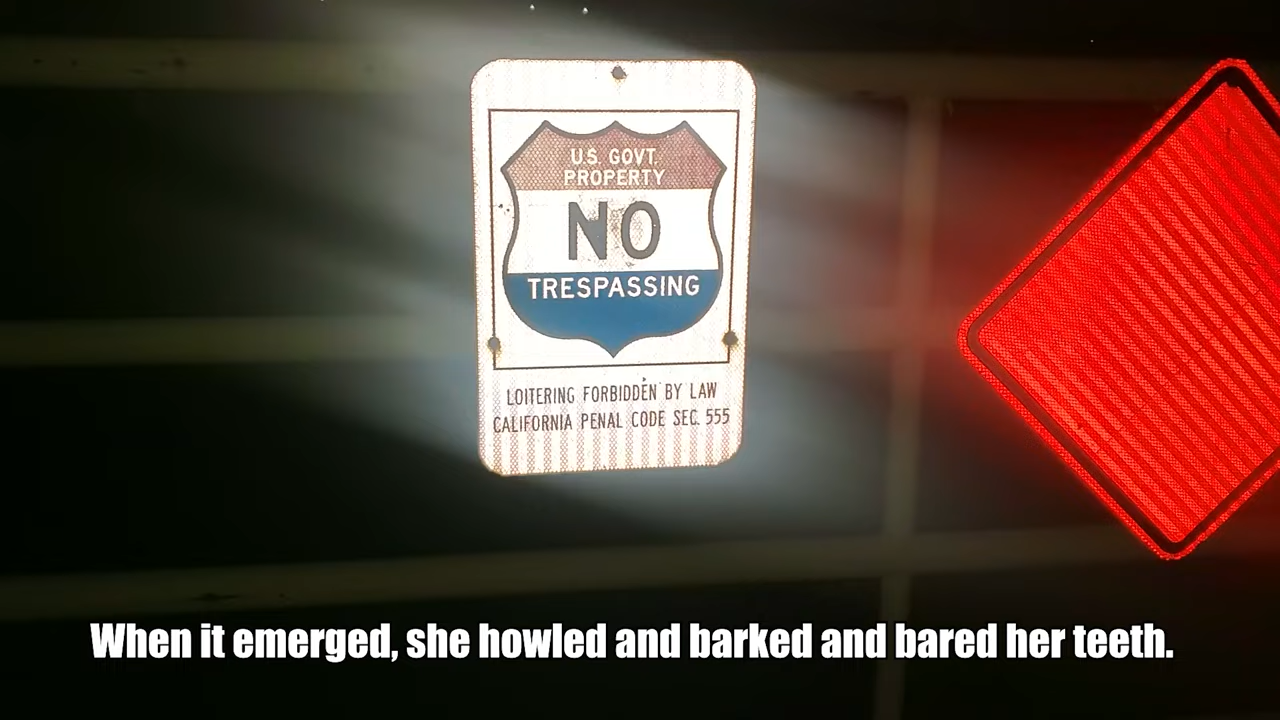 U.S. GOVT.
PROPERTY
NO
TRESPASSING
LOITERING FORBIDDEN BY LAW
CALIFORNIA PENAL CODE SEC. 555
When it emerged, she howled and barked and bared her teeth.